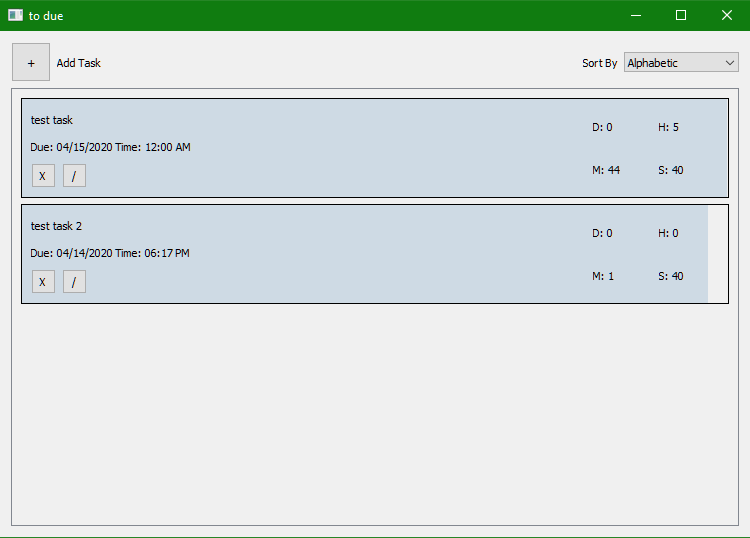 to due
+ Add Task Sort By Alphabetic
test task D: 0 H: 5
Due: 04/15/2020 Time: 12:00 AM
X / M: 44 S: 40
test task 2 D: 0 H: 0
Due: 04/14/2020 Time: 06:17 PM
X / M: 1 S: 40